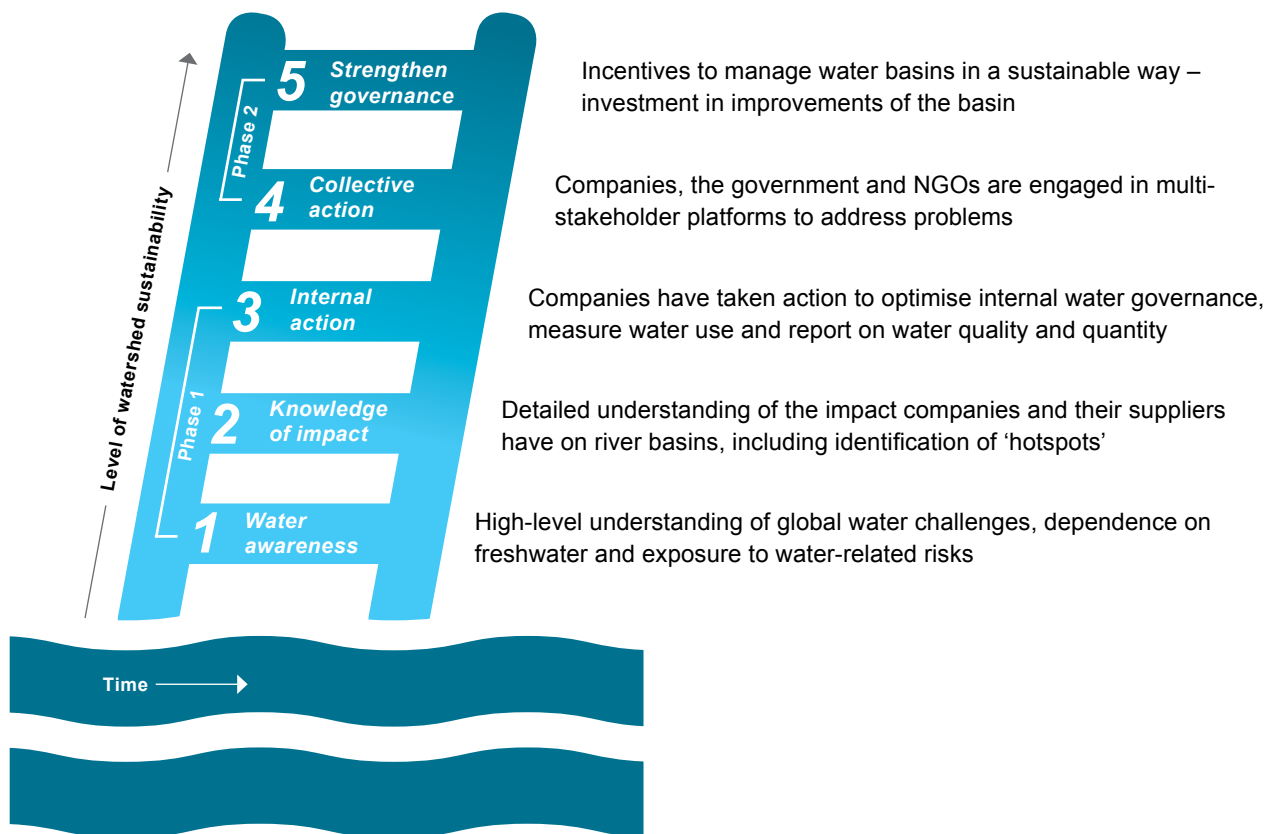 5 Strengthen
governance
Incentives to manage water basins in a sustainable way –
investment in improvements of the basin
Phase 2
4 Collective
action
Companies, the government and NGOs are engaged in multi-
stakeholder platforms to address problems
Level of watershed sustainability
3 Internal
action
Companies have taken action to optimise internal water governance,
measure water use and report on water quality and quantity
Phase 1
2 Knowledge
of impact
Detailed understanding of the impact companies and their suppliers
have on river basins, including identification of ‘hotspots’
1 Water
awareness
High-level understanding of global water challenges, dependence on
freshwater and exposure to water-related risks
Time